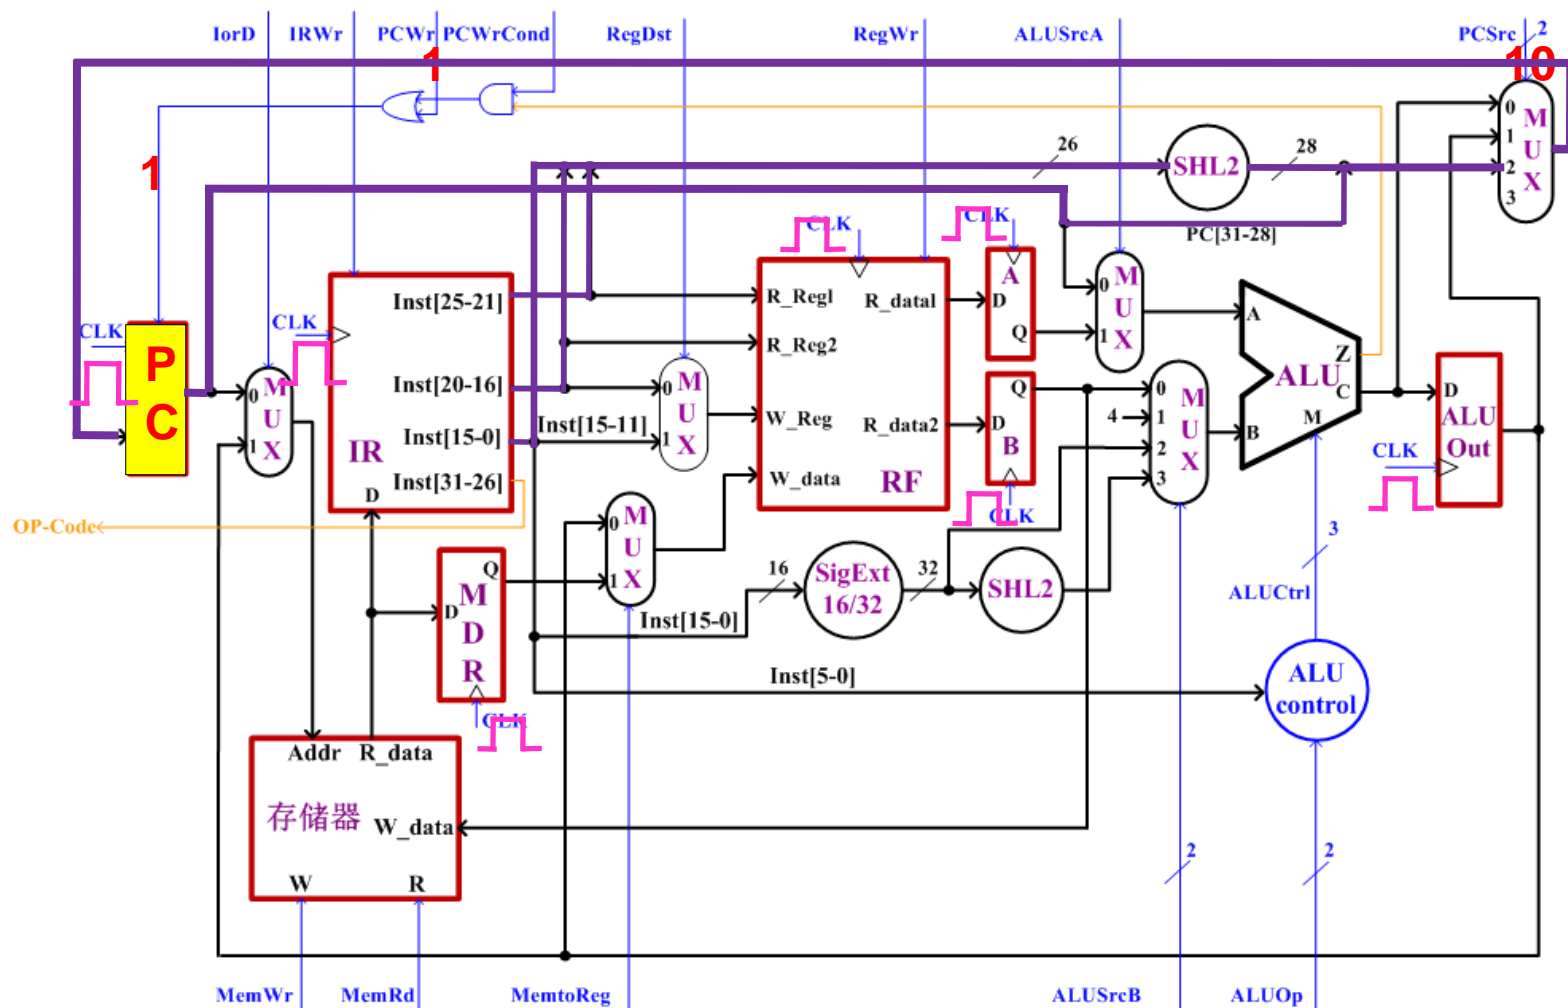 IorD IRWr PCWr PCWrCond RegDst RegWr ALUSrcA PCSrc 2
1 10
0
1
2
3
M
U
X
26
SHL2
28
1
PC[31-28]
CLK
CLK
Inst[25-21]
Inst[20-16]
Inst[15-0]
Inst[31-26]
IR
D
CLK
CLK
P
C
0
1
M
U
X
Inst[15-11]
0
1
M
U
X
R_Reg1
R_Reg2
W_Reg
W_data
R_data1
R_data2
RF
A
D
Q
Q
D
B
CLK
0
1
M
U
X
0
4
1
2
3
M
U
X
A
B
ALU
Z
C
M
D
ALU
Out
CLK
OP-Code
Q
D
M
D
R
CLK
0
1
M
U
X
Inst[15-0]
16
SigExt
16/32
32
SHL2
3
ALUCtrl
Inst[5-0]
ALU
control
Addr R_data
存储器
W_data
W R
2
2
MemWr MemRd MemtoReg ALUSrcB ALUOp